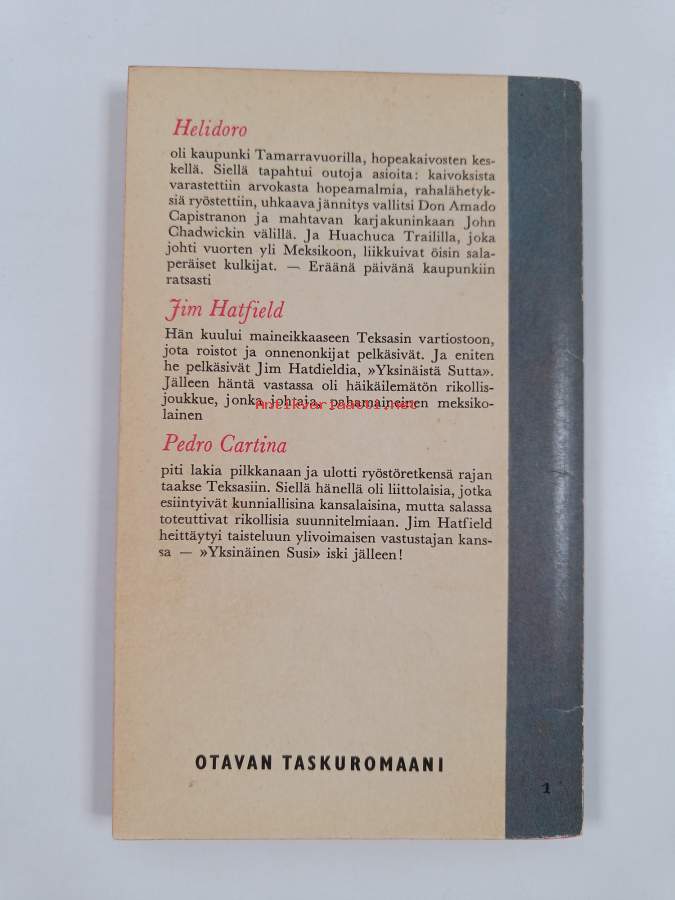 Helidoro
oli kaupunki Tamarravuorilla, hopeakaivosten kes-
kellä. Siellä tapahtui outoja asioita: kaivoksista
varastettiin arvokasta hopeamalmia, rahalähetyk-
siä ryöstettiin, uhkaava jännitys vallitsi Don Amado
Capistranon ja mahtavan karjakuninkaan John
Chadwickin välillä. Ja Huachuca Traililla, joka
johti vuorten yli Meksikoon, liikkuivat öisin sala-
peräiset kulkijat. — Eräänä päivänä kaupunkiin
ratsasti
Jim Hatfield
Hän kuului maineikkaaseen Teksasin vartiostoon,
jota roistot ja onnenonkijat pelkäsivät. Ja eniten
he pelkäsivät Jim Hatdieldia, »Yksinäistä Sutta».
Jälleen häntä vastassa oli häikäilemätön rikollis-
joukkue, jonka johtaja, pahamaineinen meksiko-
Antikvariaatti.net
lainen
Pedro Cartina
piti lakia pilkkanaan ja ulotti ryöstöretkensä rajan
taakse Teksasiin. Siellä hänellä oli liittolaisia, jotka
esiintyivät kunniallisina kansalaisina, mutta salassa
toteuttivat rikollisia suunnitelmiaan. Jim Hatfield
heittäytyi taisteluun ylivoimaisen vastustajan kans-
sa — »Yksinäinen Susi» iski jälleen!
OTAVAN TASKUROMAANI
1